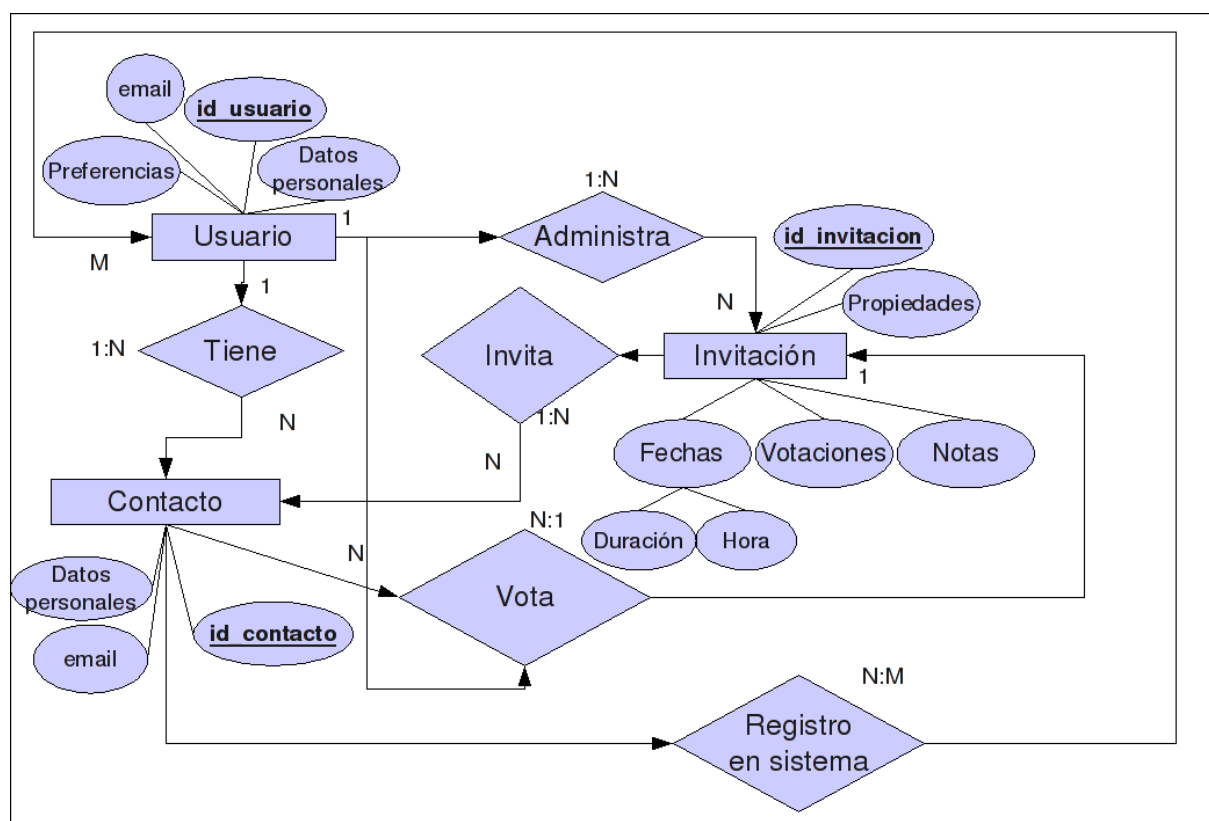 email
id_usuario
Preferencias
Datos
personales
1:N
1
Usuario
M
Administra
id_invitacion
1
N
Propiedades
1:N
Tiene
Invita
Invitación
1
N
1:N
Fechas
Votaciones
Notas
N
Contacto
N:1
Duración
Hora
N
Datos
personales
Vota
id_contacto
email
N:M
Registro
en sistema